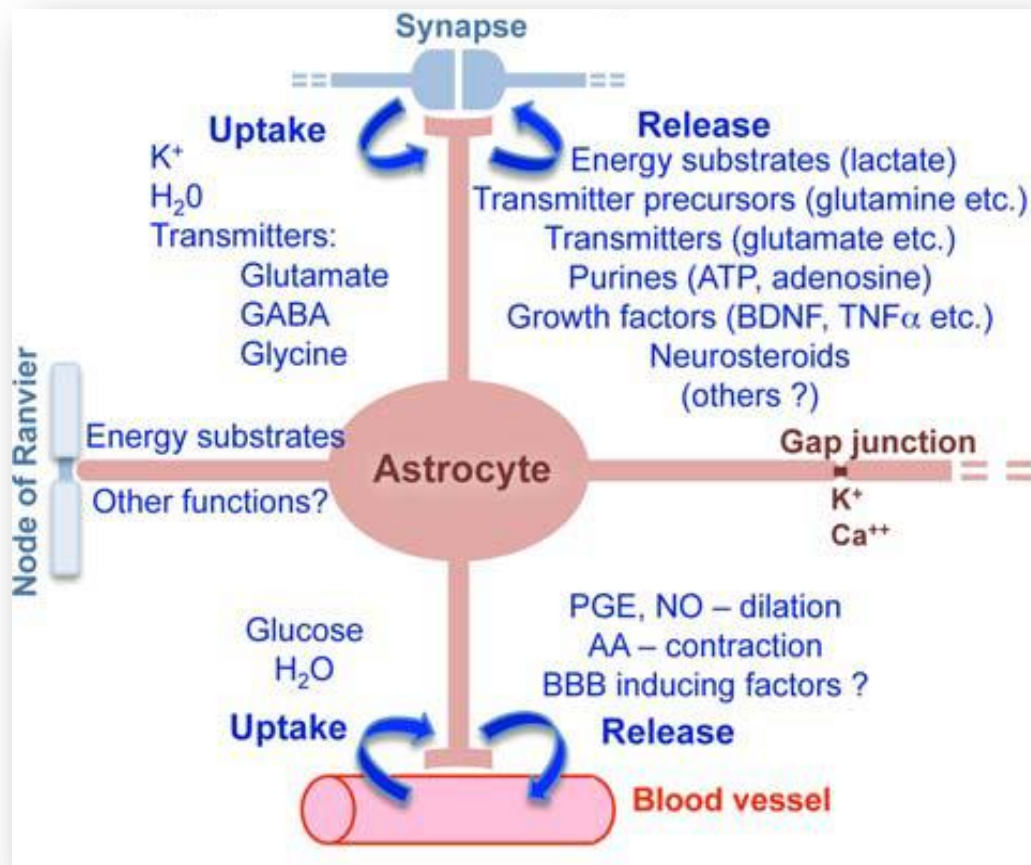 Synapse
Uptake
K⁺
H₂0
Transmitters:
Glutamate
GABA
Glycine
Release
Energy substrates (lactate)
Transmitter precursors (glutamine etc.)
Transmitters (glutamate etc.)
Purines (ATP, adenosine)
Growth factors (BDNF, TNFα etc.)
Neurosteroids
(others ?)
Node of Ranvier
Energy substrates
Other functions?
Astrocyte
Gap junction
K⁺
Ca⁺⁺
Glucose
H₂O
Uptake
PGE, NO – dilation
AA – contraction
BBB inducing factors ?
Release
Blood vessel